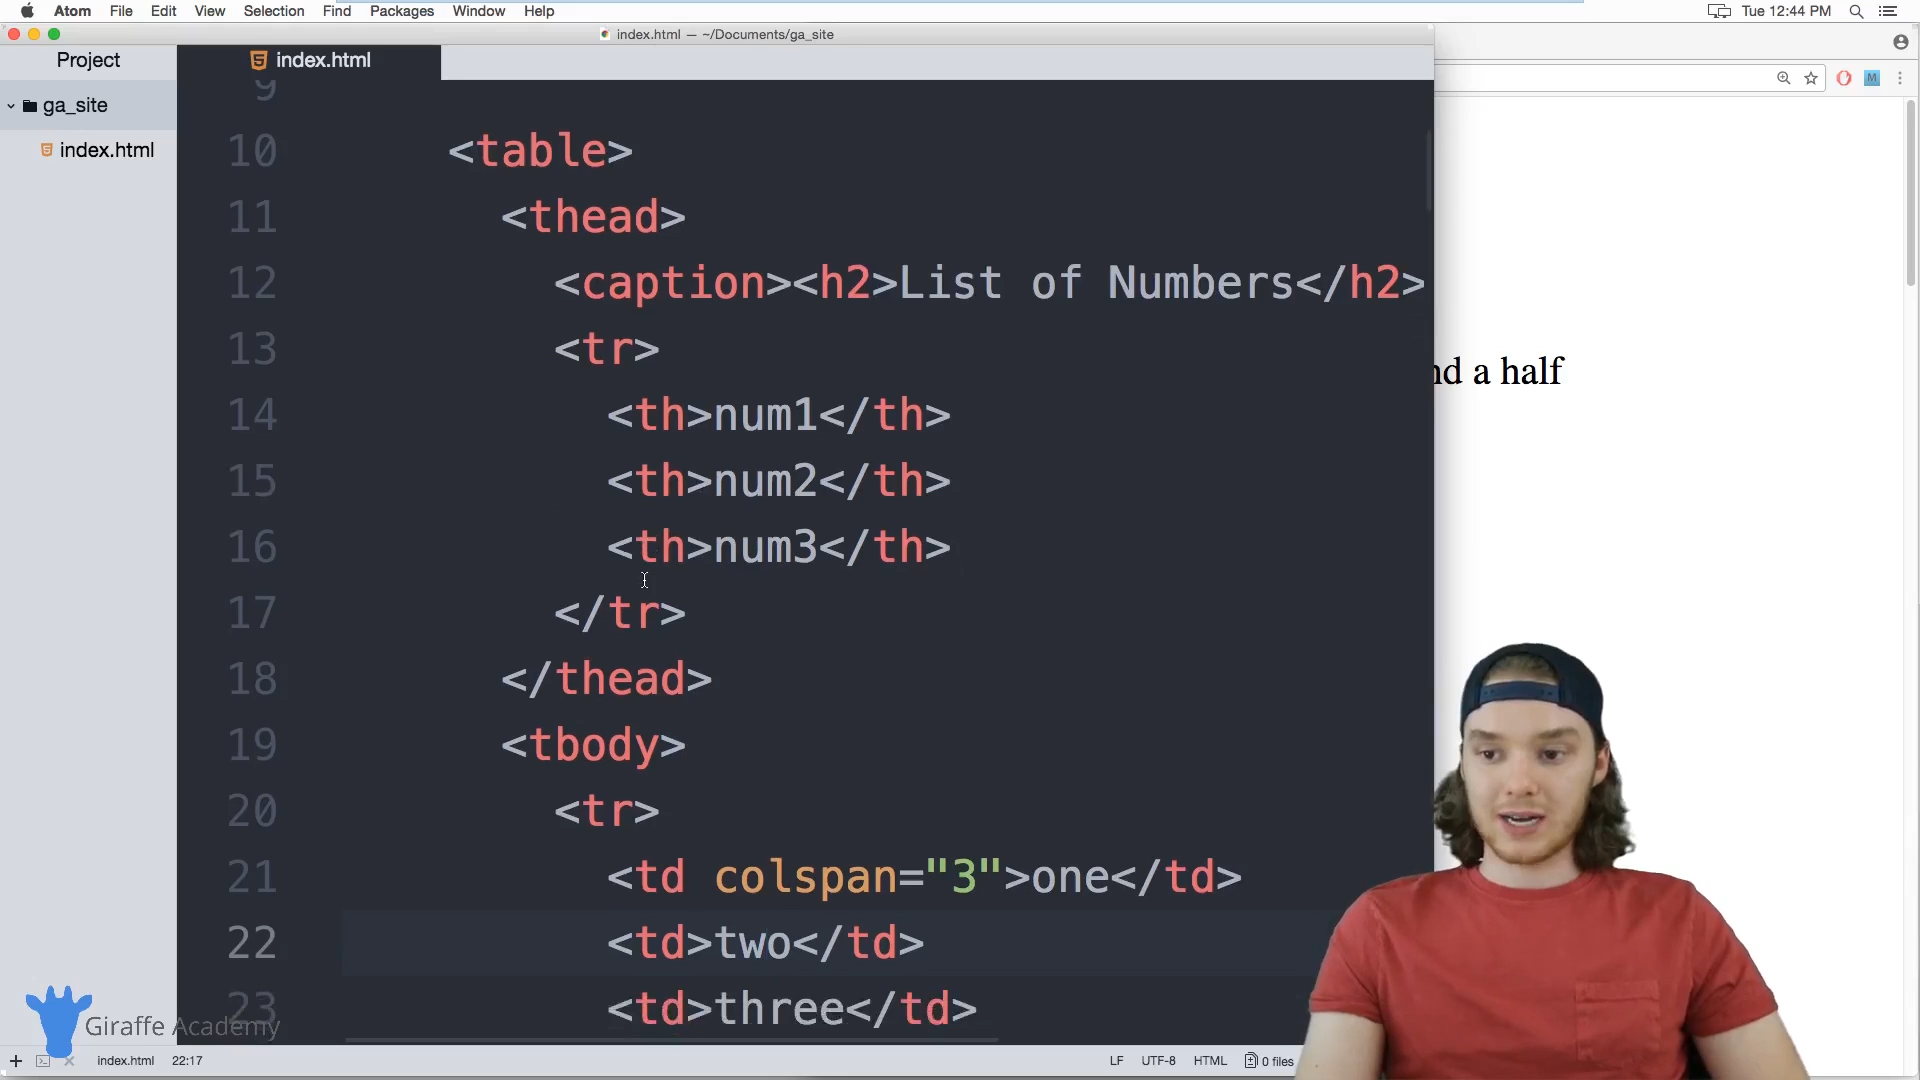 Atom File Edit View Selection Find Packages Window Help Tue 12:44 PM
index.html — ~/Documents/ga_site
Project
index.html
ga_site
index.html
9
10 <table>
11 <thead>
12 <caption><h2>List of Numbers</h2>
13 <tr>
14 <th>num1</th>
15 <th>num2</th>
16 <th>num3</th>
17 </tr>
18 </thead>
19 <tbody>
20 <tr>
21 <td colspan="3">one</td>
22 <td>two</td>
23 <td>three</td>
nd a half
M
Giraffe Academy
index.html 22:17 LF UTF-8 HTML 0 files